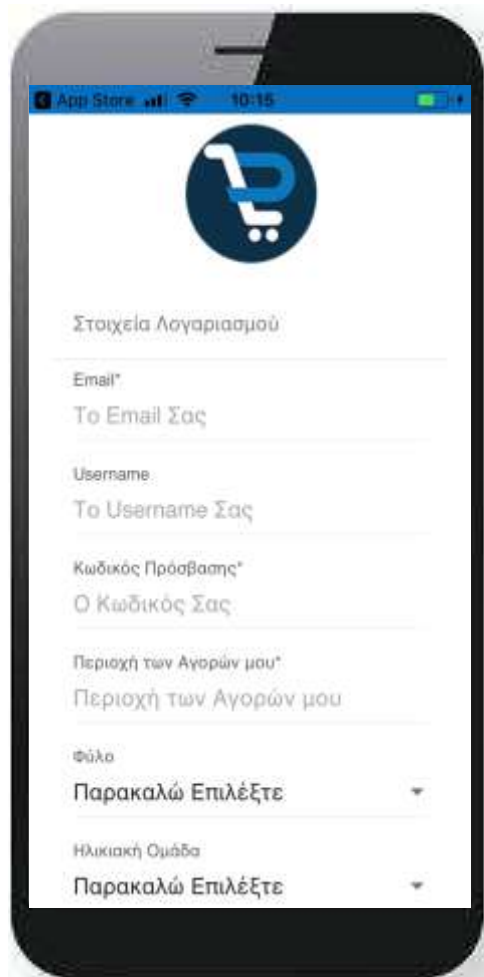 App Store 10:15
Στοιχεία Λογαριασμού
Email*
Το Email Σας
Username
Το Username Σας
Κωδικός Πρόσβασης*
Ο Κωδικός Σας
Περιοχή των Αγορών μου*
Περιοχή των Αγορών μου
Φύλο
Παρακαλώ Επιλέξτε
Ηλικιακή Ομάδα
Παρακαλώ Επιλέξτε